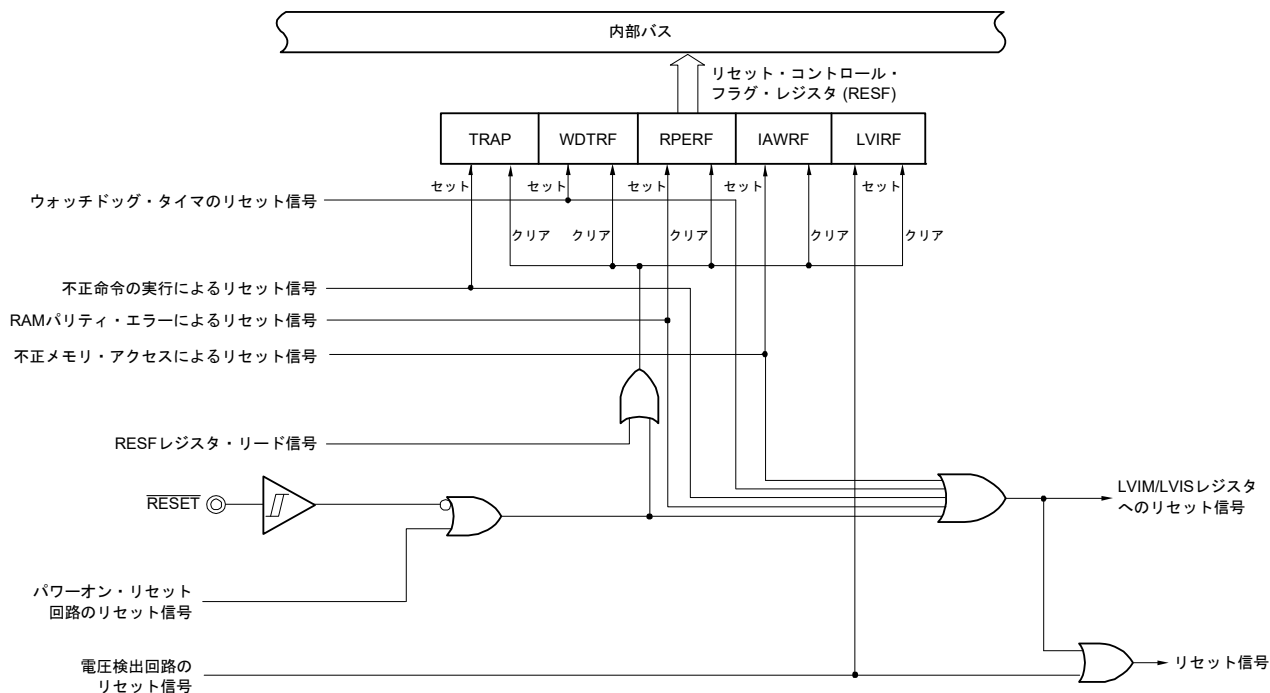 内部バス
リセット・コントロール・
フラグ・レジスタ (RESF)
TRAP
WDTRF
RPERF
IAWRF
LVIRF
セット
セット
セット
セット
セット
ウォッチドッグ・タイマのリセット信号
クリア
クリア
クリア
クリア
クリア
不正命令の実行によるリセット信号
RAMパリティ・エラーによるリセット信号
不正メモリ・アクセスによるリセット信号
RESFレジスタ・リード信号
RESET
LVIM/LVISレジスタ
へのリセット信号
パワーオン・リセット
回路のリセット信号
電圧検出回路の
リセット信号
リセット信号